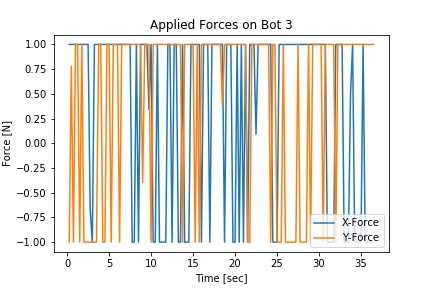 Applied Forces on Bot 3
1.00
0.75
0.50
0.25
0.00
−0.25
−0.50
−0.75
−1.00
Force [N]
0 5 10 15 20 25 30 35
Time [sec]
X-Force
Y-Force